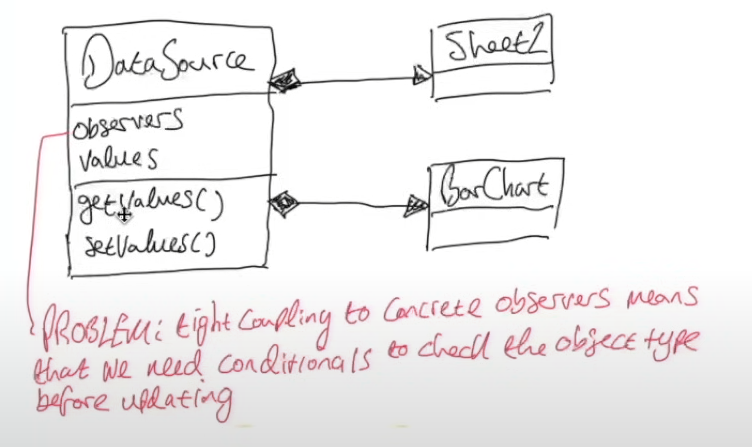 DataSource
observers
values
getValues()
setValues()
Sheet2
BarChart
PROBLEM: tight coupling to concrete observers means
that we need conditionals to check the object type
before updating